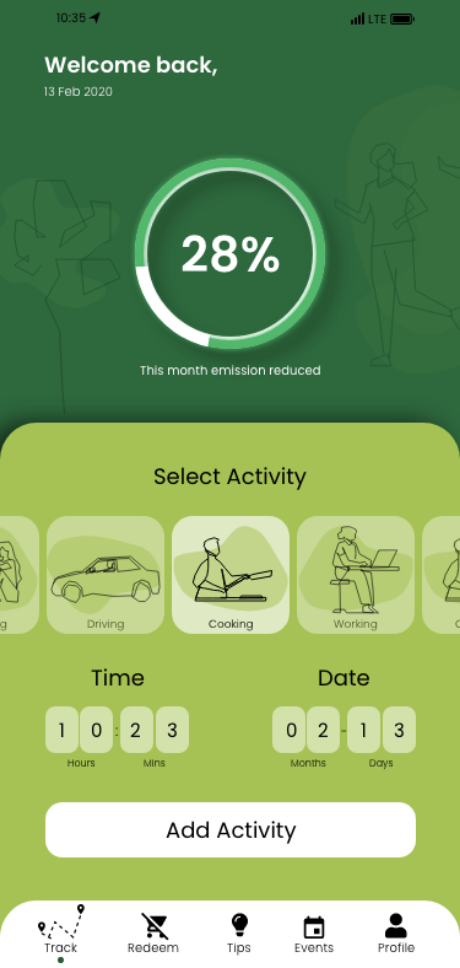 10:35 LTE
Welcome back,
13 Feb 2020
28%
This month emission reduced
Select Activity
g Driving Cooking Working C
Time Date
1 0 : 2 3 0 2 - 1 3
Hours Mins Months Days
Add Activity
Track Redeem Tips Events Profile